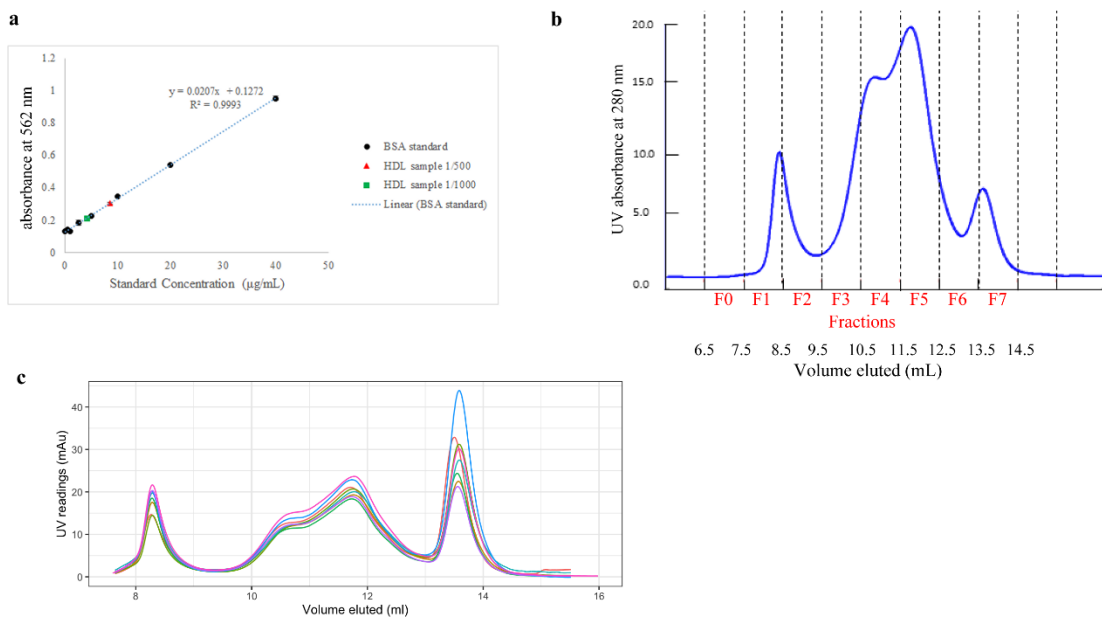 a
1.2
1
0.8
0.6
0.4
0.2
0
0 10 20 30 40 50
absorbance at 562 nm
Standard Concentration (µg/mL)
y = 0.0207x + 0.1272
R² = 0.9993
BSA standard
HDL sample 1/500
HDL sample 1/1000
Linear (BSA standard)
b
20.0
15.0
10.0
5.0
0.0
UV absorbance at 280 nm
F0 F1 F2 F3 F4 F5 F6 F7
Fractions
6.5 7.5 8.5 9.5 10.5 11.5 12.5 13.5 14.5
Volume eluted (mL)
c
40
30
20
10
0
UV readings (mAu)
8 10 12 14 16
Volume eluted (ml)